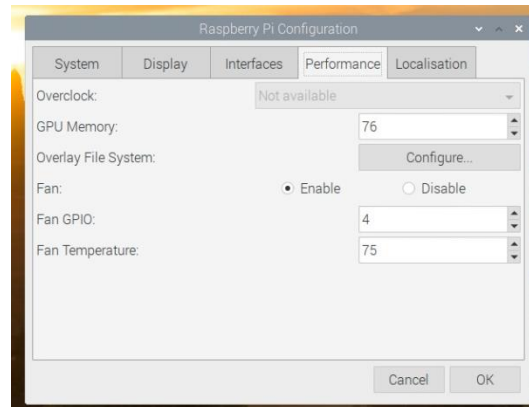 Raspberry Pi Configuration
System Display Interfaces Performance Localisation
Overclock: Not available
GPU Memory: 76
Overlay File System: Configure...
Fan: Enable Disable
Fan GPIO: 4
Fan Temperature: 75
Cancel OK